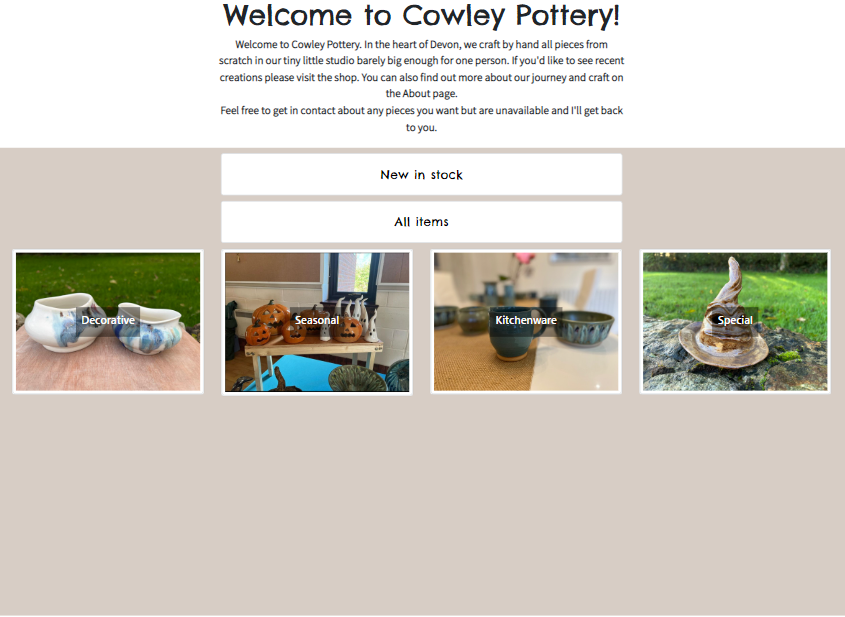 Welcome to Cowley Pottery!
Welcome to Cowley Pottery. In the heart of Devon, we craft by hand all pieces from
scratch in our tiny little studio barely big enough for one person. If you'd like to see recent
creations please visit the shop. You can also find out more about our journey and craft on
the About page.
Feel free to get in contact about any pieces you want but are unavailable and I'll get back
to you.
New in stock
All items
Decorative
Seasonal
Kitchenware
Special